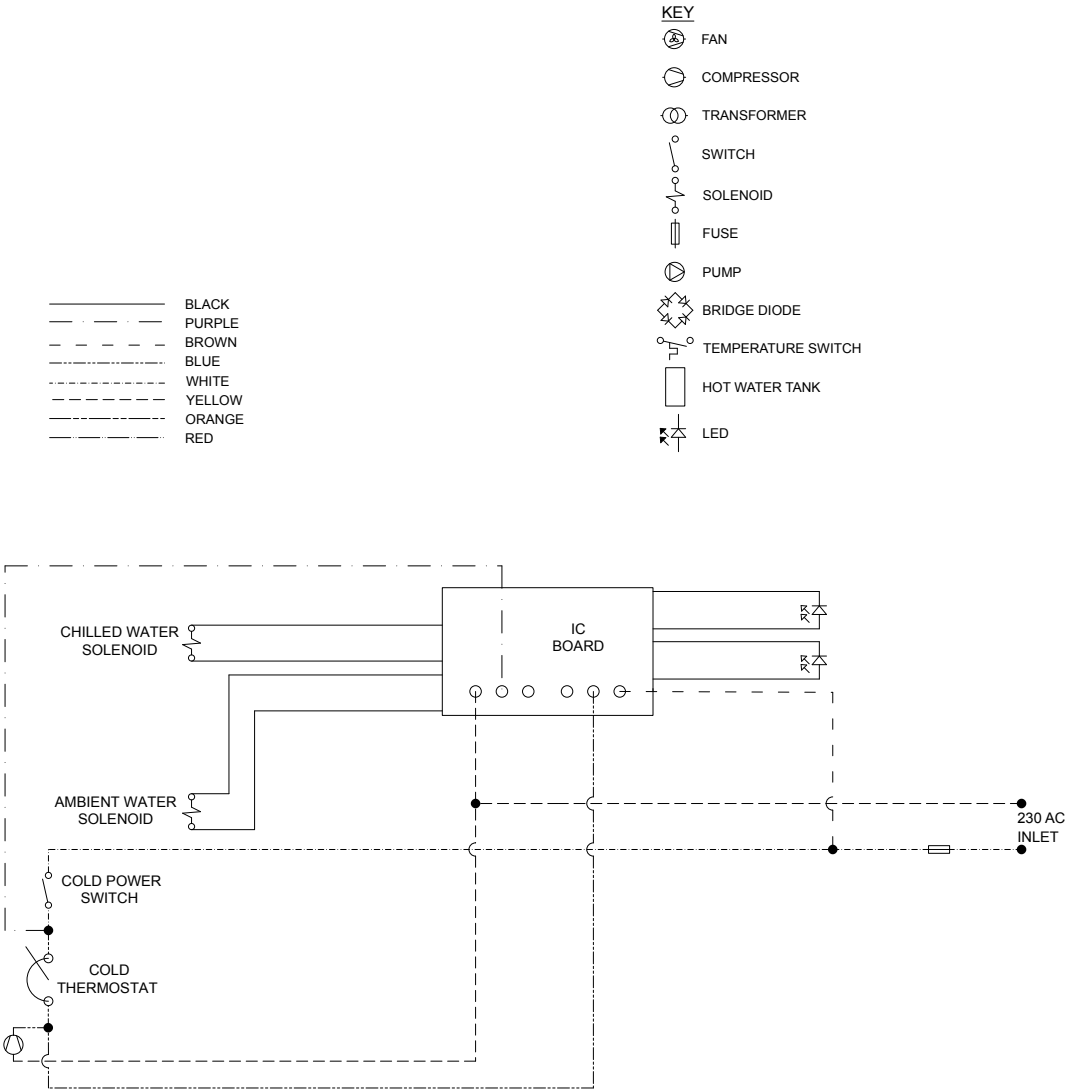 KEY
FAN
COMPRESSOR
TRANSFORMER
SWITCH
SOLENOID
FUSE
PUMP
BRIDGE DIODE
TEMPERATURE SWITCH
HOT WATER TANK
LED
BLACK
PURPLE
BROWN
BLUE
WHITE
YELLOW
ORANGE
RED
CHILLED WATER
SOLENOID
IC
BOARD
AMBIENT WATER
SOLENOID
230 AC
INLET
COLD POWER
SWITCH
COLD
THERMOSTAT